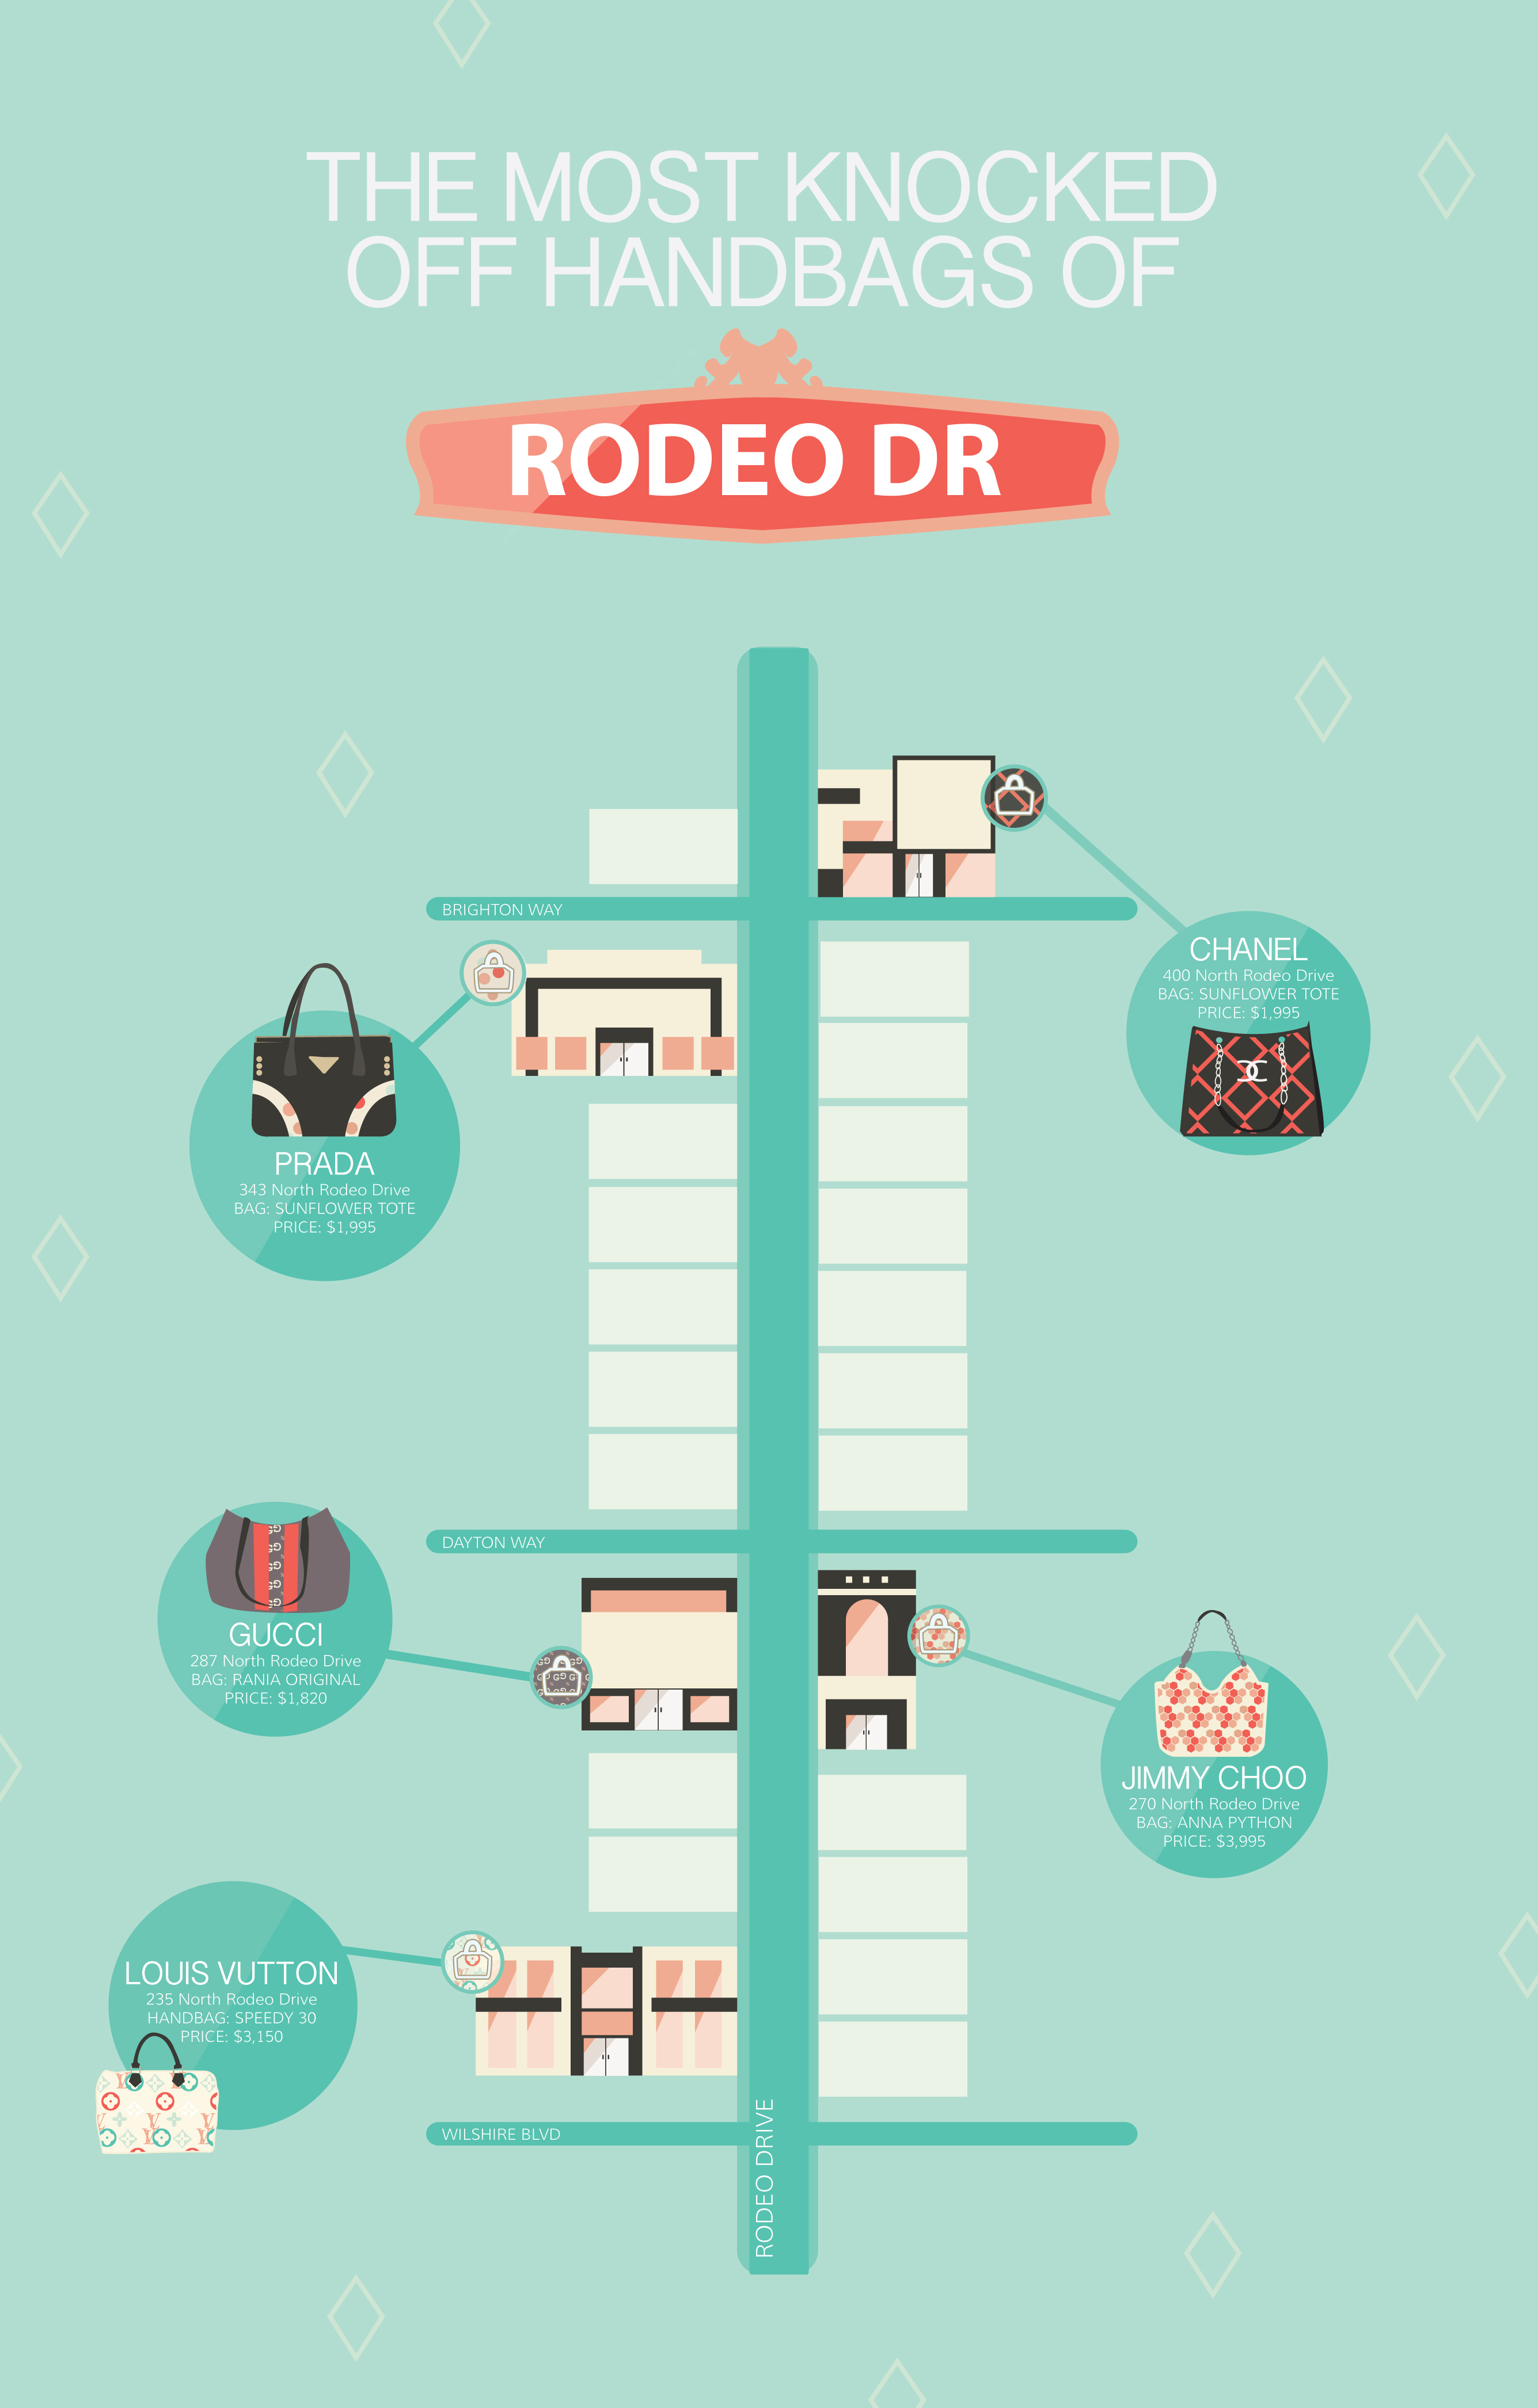 THE MOST KNOCKED
OFF HANDBAGS OF
RODEO DR
BRIGHTON WAY
CHANEL
400 North Rodeo Drive
BAG: SUNFLOWER TOTE
PRICE: $1,995
PRADA
343 North Rodeo Drive
BAG: SUNFLOWER TOTE
PRICE: $1,995
DAYTON WAY
GUCCI
287 North Rodeo Drive
BAG: RANIA ORIGINAL
PRICE: $1,820
JIMMY CHOO
270 North Rodeo Drive
BAG: ANNA PYTHON
PRICE: $3,995
LOUIS VUTTON
235 North Rodeo Drive
HANDBAG: SPEEDY 30
PRICE: $3,150
WILSHIRE BLVD
RODEO DRIVE